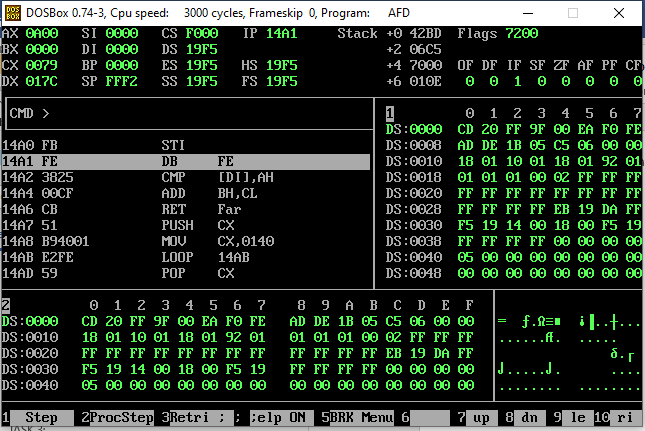 DOSBox 0.74-3, Cpu speed: 3000 cycles, Frameskip 0, Program: AFD
AX 0A00 SI 0000 CS F000 IP 14A1 Stack +0 42BD Flags 7200
BX 0000 DI 0000 DS 19F5 +2 06C5
CX 0079 BP 0000 ES 19F5 HS 19F5 +4 7000 OF DF IF SF ZF AF PF CF
DX 017C SP FFF2 SS 19F5 FS 19F5 +6 010E 0 0 1 0 0 0 0 0
CMD >
1 0 1 2 3 4 5 6 7
DS:0000 CD 20 FF 9F 00 EA F0 FE
DS:0008 AD DE 1B 05 C5 06 00 00
14A0 FB STI
DS:0010 18 01 10 01 18 01 92 01
14A1 FE DB FE
DS:0018 01 01 01 00 02 FF FF FF
14A2 3825 CMP [DI],AH
DS:0020 FF FF FF FF FF FF FF FF
14A4 00CF ADD BH,CL
DS:0028 FF FF FF FF EB 19 DA FF
14A6 CB RET Far
DS:0030 F5 19 14 00 18 00 F5 19
14A7 51 PUSH CX
DS:0038 FF FF FF FF 00 00 00 00
14A8 B94001 MOV CX,0140
DS:0040 05 00 00 00 00 00 00 00
14AB E2FE LOOP 14AB
DS:0048 00 00 00 00 00 00 00 00
14AD 59 POP CX
2 0 1 2 3 4 5 6 7 8 9 A B C D E F
DS:0000 CD 20 FF 9F 00 EA F0 FE AD DE 1B 05 C5 06 00 00 = ƒ.Ω≡■ ¡▐..┼...
DS:0010 18 01 10 01 18 01 92 01 01 01 01 00 02 FF FF FF ......Æ. ........
DS:0020 FF FF FF FF FF FF FF FF FF FF FF FF EB 19 DA FF δ.┌
DS:0030 F5 19 14 00 18 00 F5 19 FF FF FF FF 00 00 00 00 ⌡.....⌡. ....
DS:0040 05 00 00 00 00 00 00 00 00 00 00 00 00 00 00 00 ........ ........
1 Step 2ProcStep 3Retri ; ;elp ON 5BRK Menu 6 7 up 8 dn 9 le 10 ri